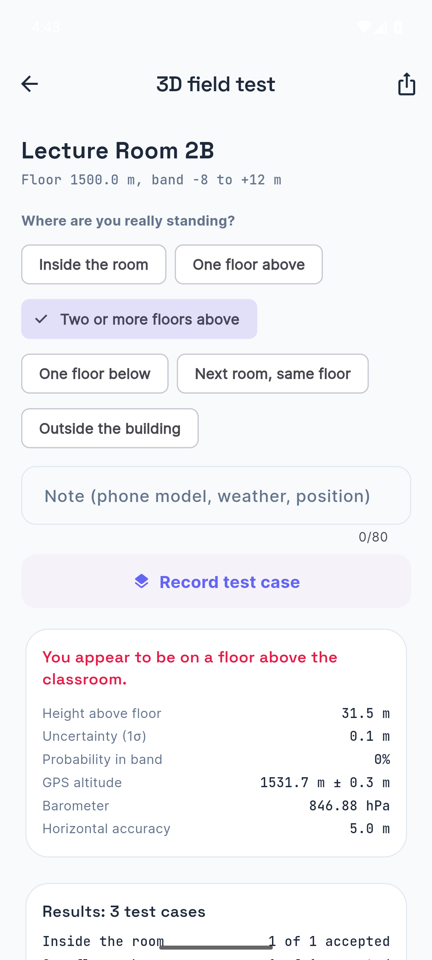 4:43
3D field test
Lecture Room 2B
Floor 1500.0 m, band -8 to +12 m
Where are you really standing?
Inside the room
One floor above
Two or more floors above
One floor below
Next room, same floor
Outside the building
Note (phone model, weather, position)
0/80
Record test case
You appear to be on a floor above the
classroom.
Height above floor 31.5 m
Uncertainty (1σ) 0.1 m
Probability in band 0%
GPS altitude 1531.7 m ± 0.3 m
Barometer 846.88 hPa
Horizontal accuracy 5.0 m
Results: 3 test cases
Inside the room 1 of 1 accepted